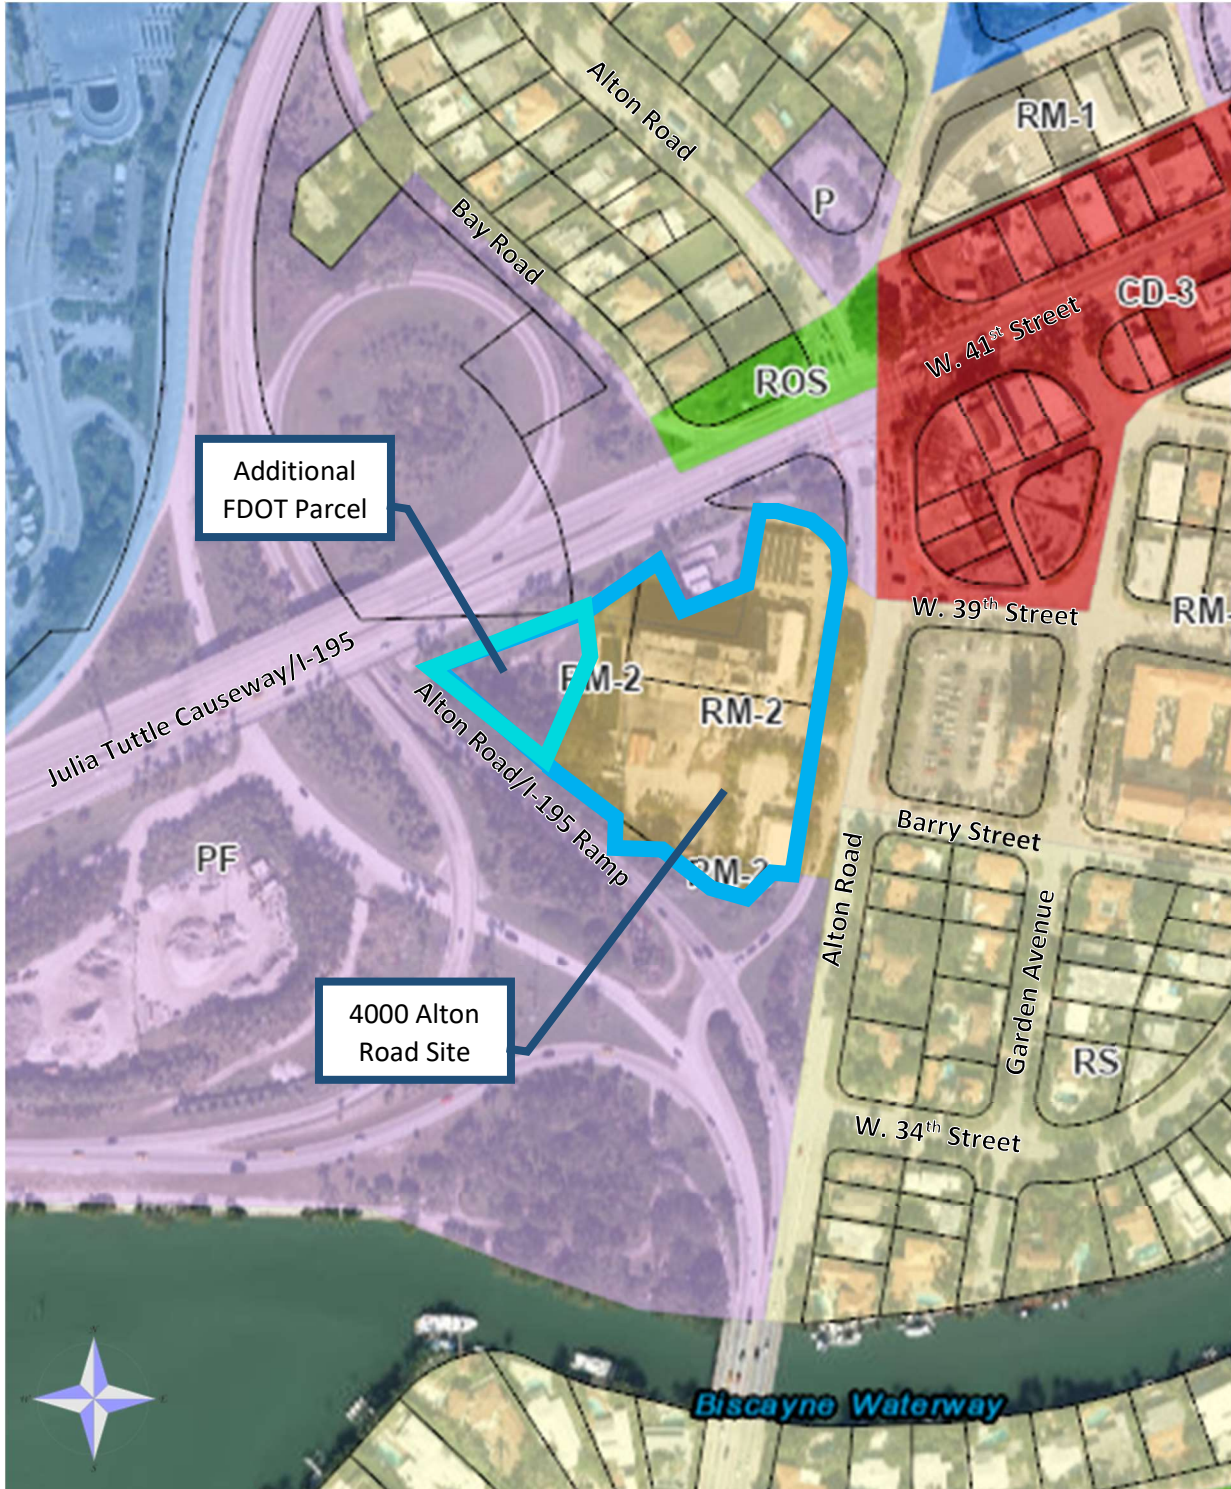 Alton Road
RM-1
P
Bay Road
CD-3
W. 41st Street
ROS
Additional
FDOT Parcel
W. 39th Street
RM-
Julia Tuttle Causeway/I-195
RM-2
RM-2
Alton Road/I-195 Ramp
Barry Street
PF
RM-2
Alton Road
Garden Avenue
4000 Alton
Road Site
RS
W. 34th Street
N
E
S
Biscayne Waterway